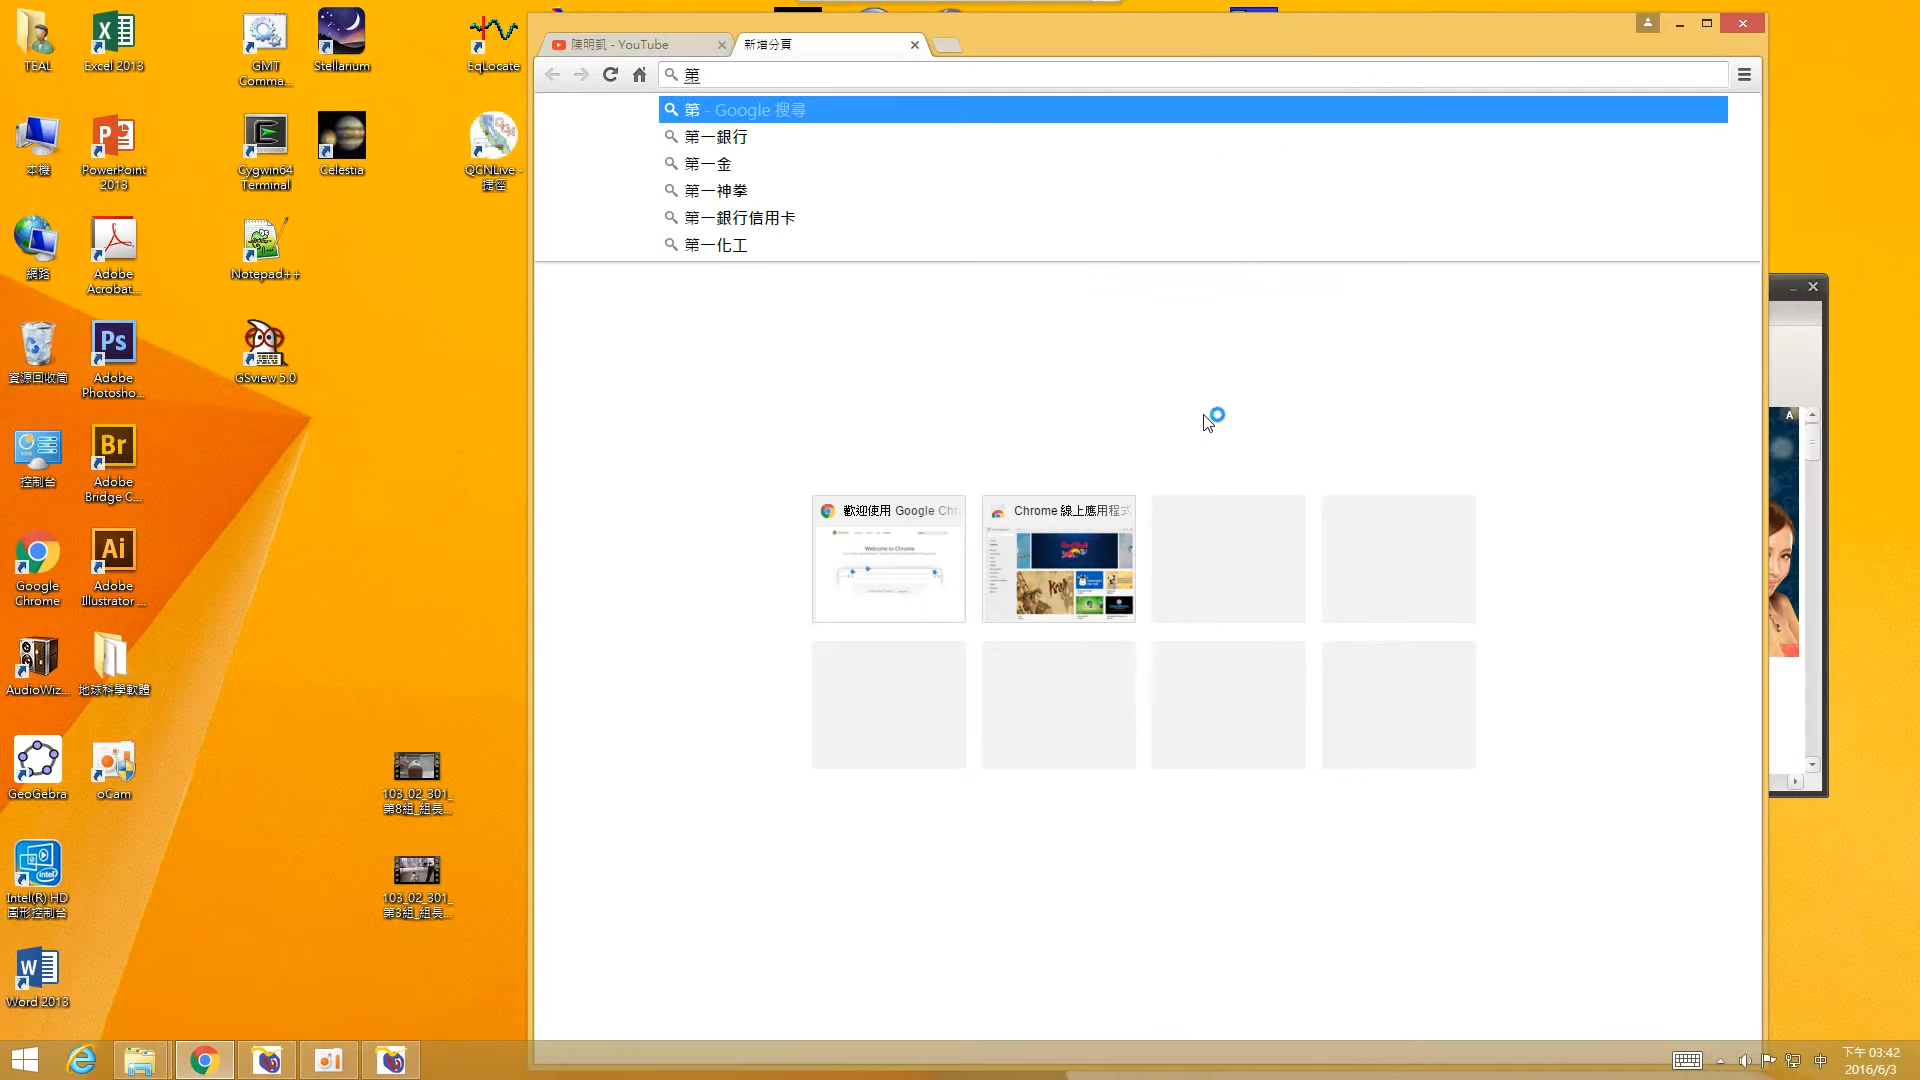 TEAL
Excel 2013
GMT
Comma...
Stellarium
EqLocate
本機
PowerPoint
2013
Cygwin64
Terminal
Celestia
QCNLive -
捷徑
網路
Adobe
Acrobat...
Notepad++
資源回收筒
Adobe
Photosho...
GSview 5.0
控制台
Adobe
Bridge C...
Google
Chrome
Adobe
Illustrator ...
AudioWiz...
地球科學軟體
GeoGebra
oCam
103_02_301_
第8組_組長...
Intel(R) HD
圖形控制台
103_02_301_
第3組_組長...
Word 2013
陳明凱 - YouTube
新增分頁
第
第 - Google 搜尋
第一銀行
第一金
第一神拳
第一銀行信用卡
第一化工
歡迎使用 Google Chr
Welcome to Chrome
Chrome 線上應用程式
A
中
下午 03:42
2016/6/3